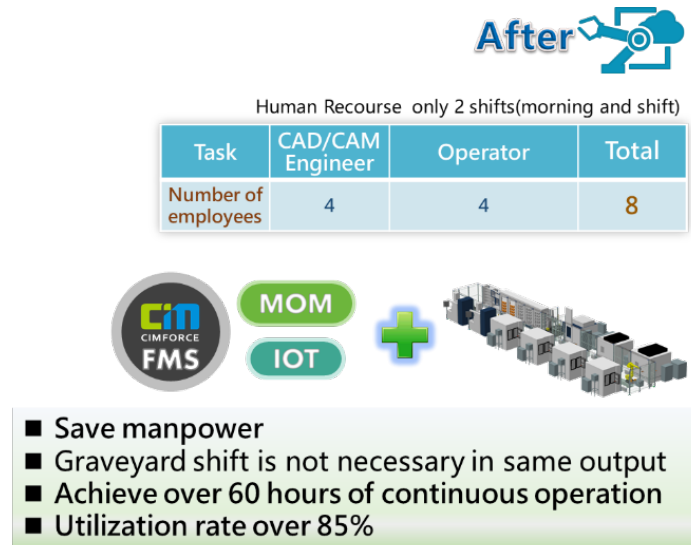 After
Human Recourse only 2 shifts(morning and shift)
Task CAD/CAM Engineer Operator Total
Number of employees 4 4 8
CIM
CIMFORCE
FMS
MOM
IOT
■ Save manpower
■ Graveyard shift is not necessary in same output
■ Achieve over 60 hours of continuous operation
■ Utilization rate over 85%